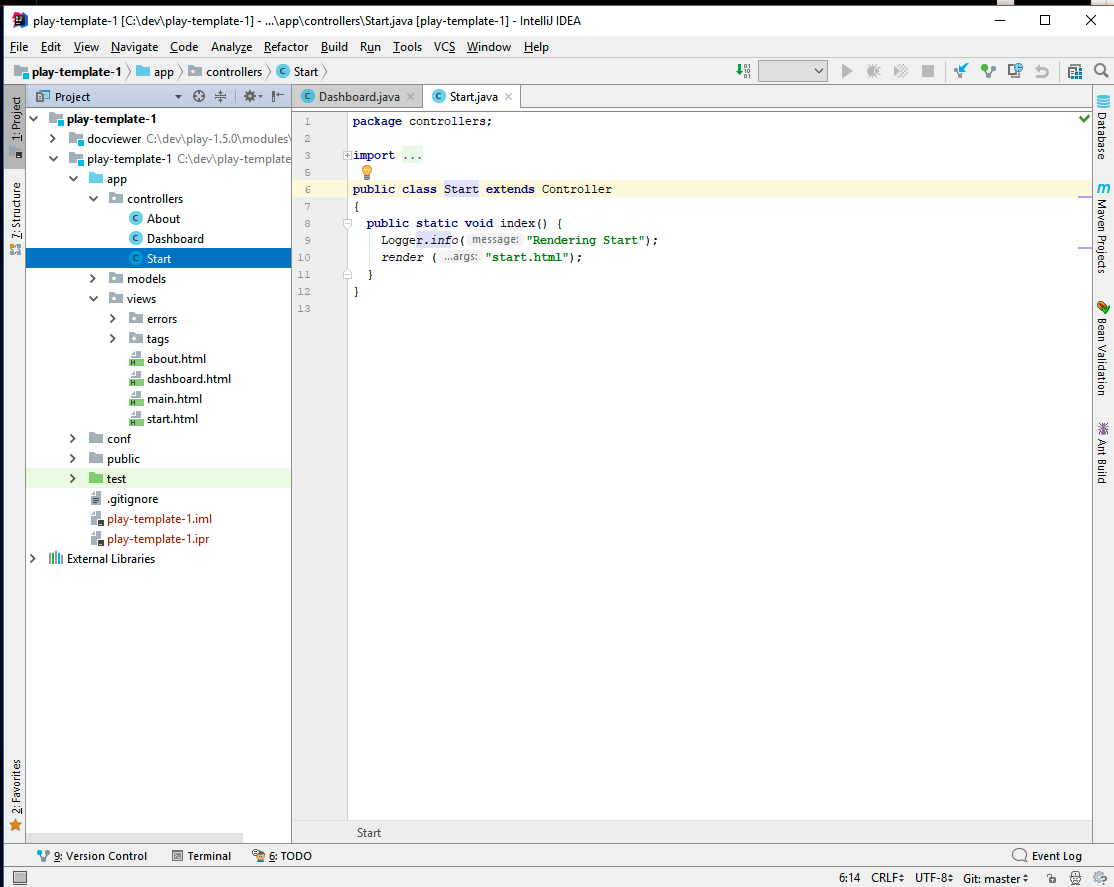 play-template-1 [C:\dev\play-template-1] - ...\app\controllers\Start.java [play-template-1] - IntelliJ IDEA
File Edit View Navigate Code Analyze Refactor Build Run Tools VCS Window Help
play-template-1 app controllers Start
Project
Dashboard.java Start.java
1: Project
7: Structure
2: Favorites
play-template-1
docviewer C:\dev\play-1.5.0\modules\
play-template-1 C:\dev\play-template
app
controllers
About
Dashboard
Start
models
views
errors
tags
about.html
dashboard.html
main.html
start.html
conf
public
test
.gitignore
play-template-1.iml
play-template-1.ipr
External Libraries
1 package controllers;
2
3 import ...
5
6 public class Start extends Controller
7 {
8 public static void index() {
9 Logger.info( message: "Rendering Start");
10 render ( ...args: "start.html");
11 }
12 }
13
Database
Maven Projects
Bean Validation
Ant Build
Start
9: Version Control Terminal 6: TODO Event Log
6:14 CRLF UTF-8 Git: master